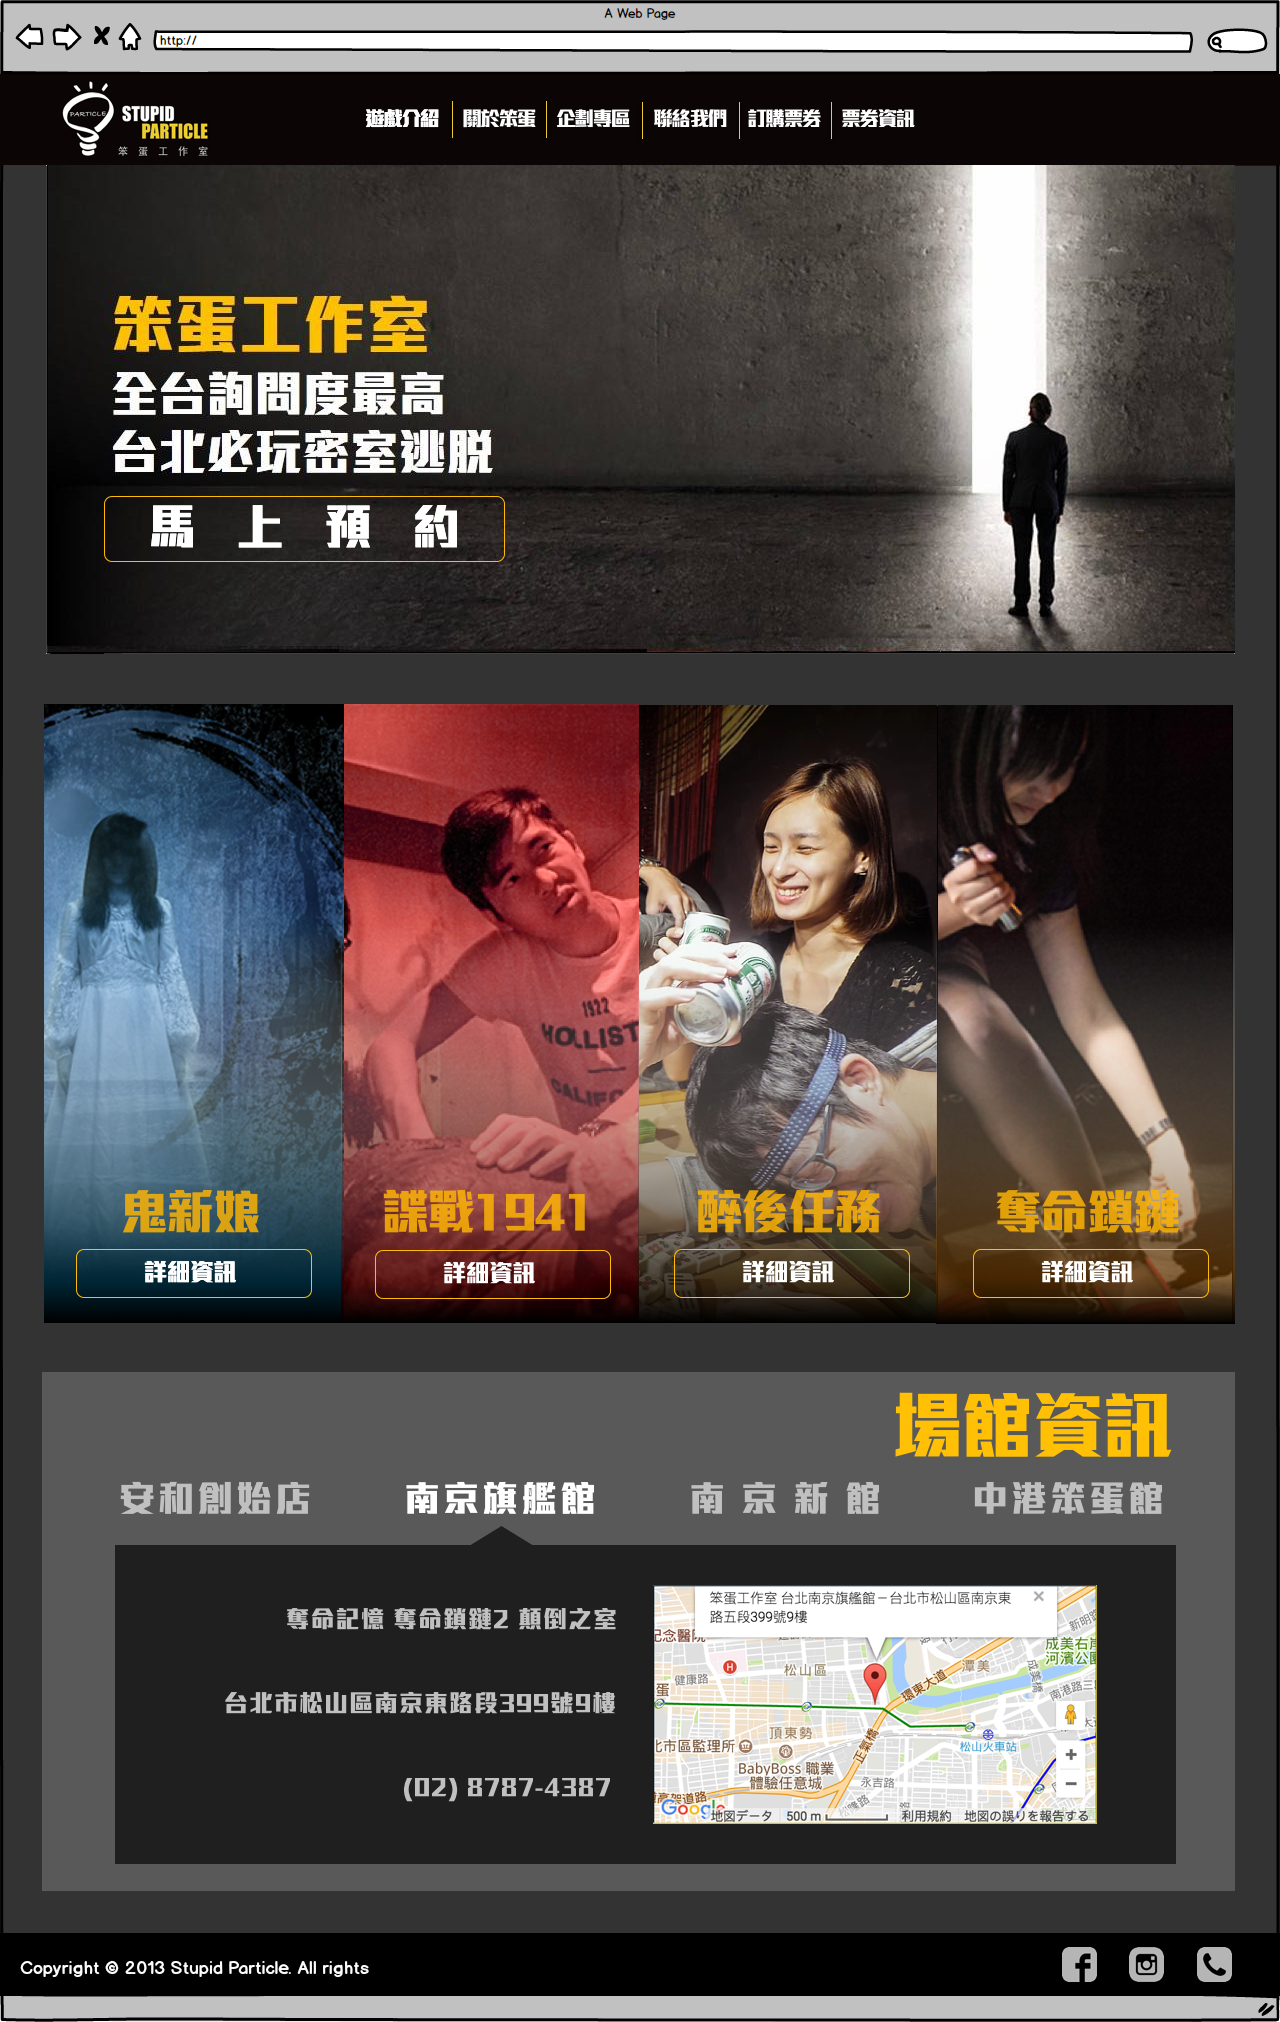 A Web Page
http://
PARTICLE
STUPID
PARTICLE
笨蛋工作室
遊戲介紹
關於笨蛋
企劃專區
聯絡我們
訂購票券
票券資訊
笨蛋工作室
全台詢問度最高
台北必玩密室逃脫
馬上預約
1922
HOLLIST
CALIFO
鬼新娘
諜戰1941
醉後任務
奪命鎖鏈
詳細資訊
詳細資訊
詳細資訊
詳細資訊
場館資訊
安和創始店
南京旗艦館
南京新館
中港笨蛋館
奪命記憶 奪命鎖鏈2 顛倒之室
台北市松山區南京東路段399號9樓
(02) 8787-4387
笨蛋工作室 台北南京旗艦館－台北市松山區南京東
路五段399號9樓
紀念醫院
新明路
成美右岸
河濱公園
健康路
H
松山區
潭美
成美橋
南港路三
環東大道
蛋
頂東勢
北市區監理所
正氣橋
松山火車站
BabyBoss 職業
體驗任意城
永吉路
高架道路
松隆路
Google
地図データ
500 m
利用規約
地図の誤りを報告する
Copyright © 2013 Stupid Particle. All rights